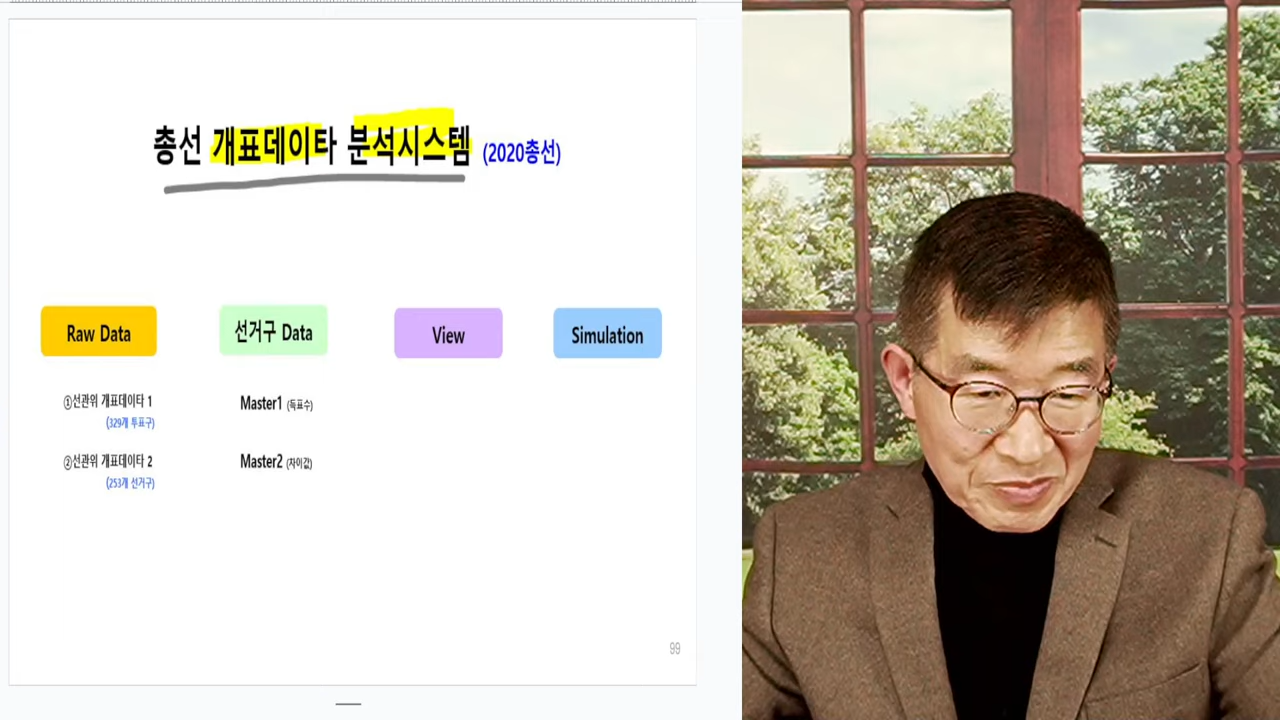 총선 개표데이타 분석시스템 (2020총선)
Raw Data
선거구 Data
View
Simulation
①선관위 개표데이타 1
(329개 투표구)
Master1 (득표수)
②선관위 개표데이타 2
(253개 선거구)
Master2 (차이값)
99